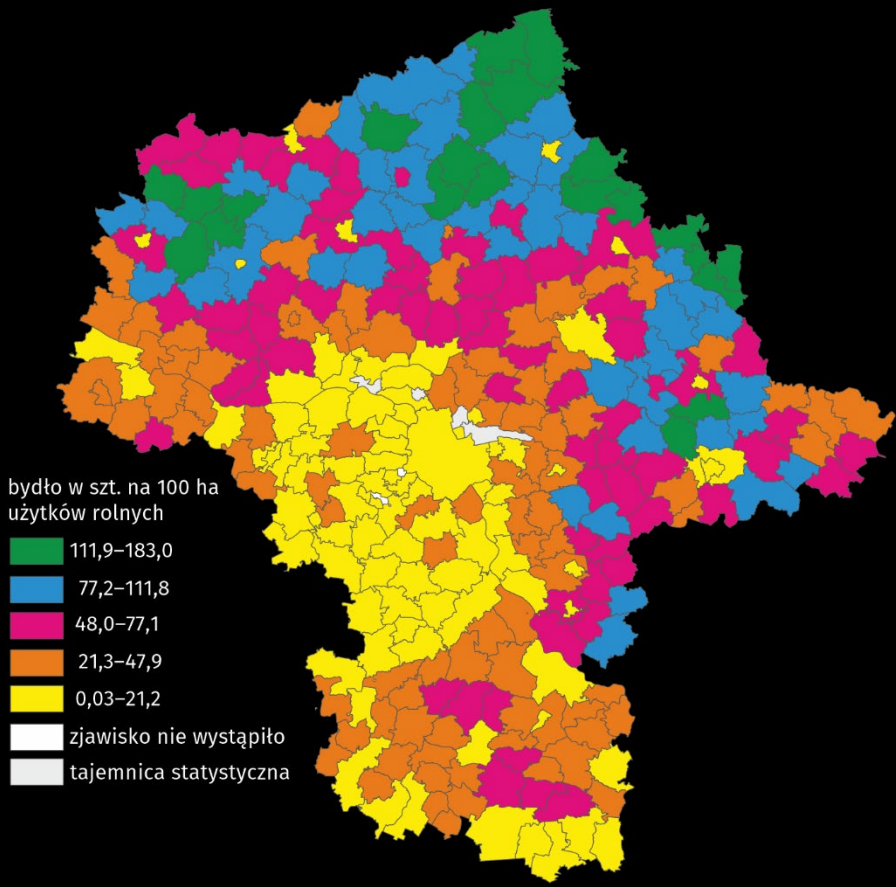 bydło w szt. na 100 ha
użytków rolnych
111,9–183,0
77,2–111,8
48,0–77,1
21,3–47,9
0,03–21,2
zjawisko nie wystąpiło
tajemnica statystyczna